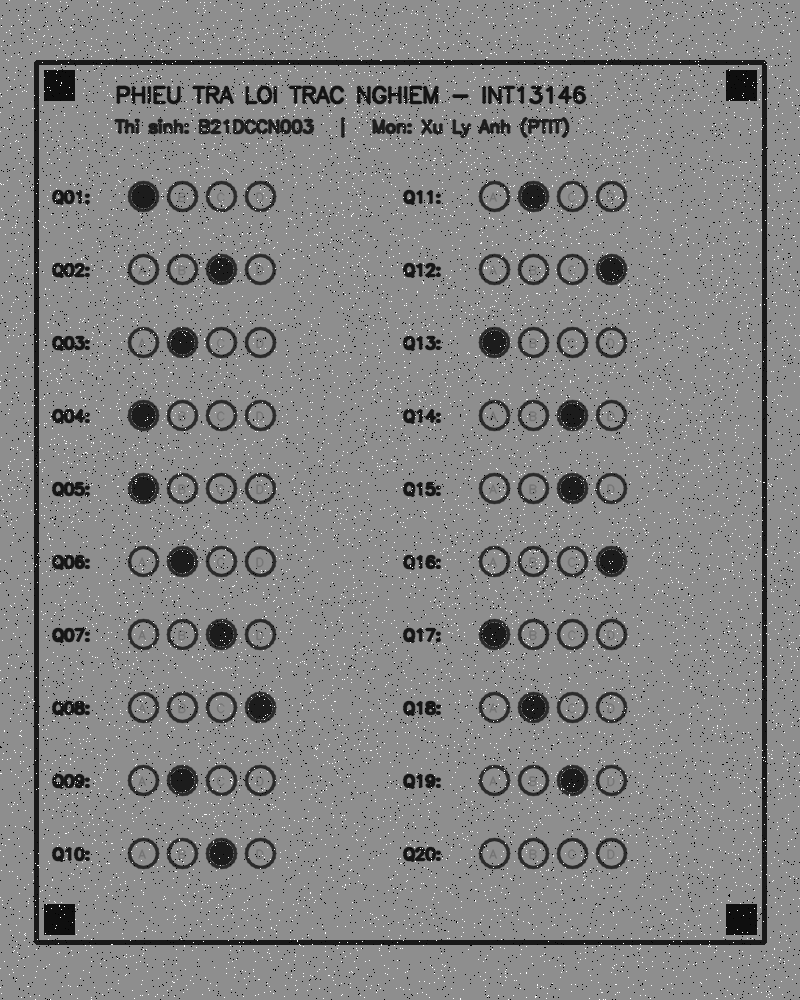 PHIEU TRA LOI TRAC NGHIEM - INT13146
Thi sinh: B21DCCN003 | Mon: Xu Ly Anh (PTIT)
Q01:
Q02:
Q03:
Q04:
Q05:
Q06:
Q07:
Q08:
Q09:
Q10:
Q11:
Q12:
Q13:
Q14:
Q15:
Q16:
Q17:
Q18:
Q19:
Q20: